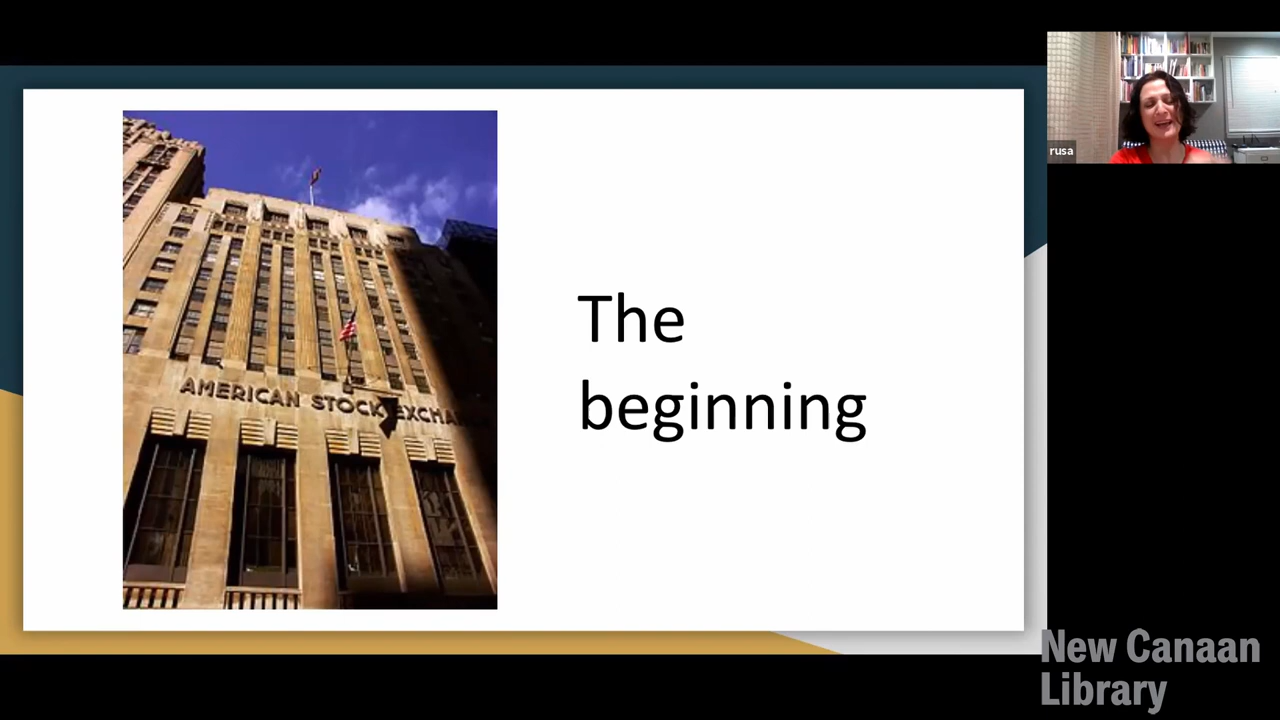 rusa
AMERICAN STOCK EXCHA
The
beginning
New Canaan
Library